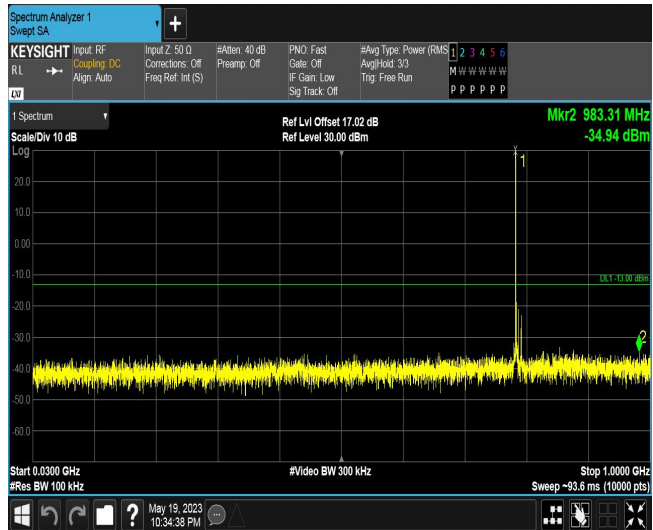 Spectrum Analyzer 1
Swept SA
+
KEYSIGHT
RL
LXI
Input: RF
Coupling: DC
Align: Auto
Input Z: 50 Ω
Corrections: Off
Freq Ref: Int (S)
#Atten: 40 dB
Preamp: Off
PNO: Fast
Gate: Off
IF Gain: Low
Sig Track: Off
#Avg Type: Power (RMS
Avg|Hold: 3/3
Trig: Free Run
1 2 3 4 5 6
M W W W W W
P P P P P P
1 Spectrum
Scale/Div 10 dB
Log
Ref Lvl Offset 17.02 dB
Ref Level 30.00 dBm
Mkr2 983.31 MHz
-34.94 dBm
1
20.0
10.0
0.00
-10.0
DL1 -13.00 dBm
-20.0
-30.0
2
-40.0
-50.0
-60.0
Start 0.0300 GHz
#Res BW 100 kHz
#Video BW 300 kHz
Stop 1.0000 GHz
Sweep ~93.6 ms (10000 pts)
?
May 19, 2023
10:34:38 PM